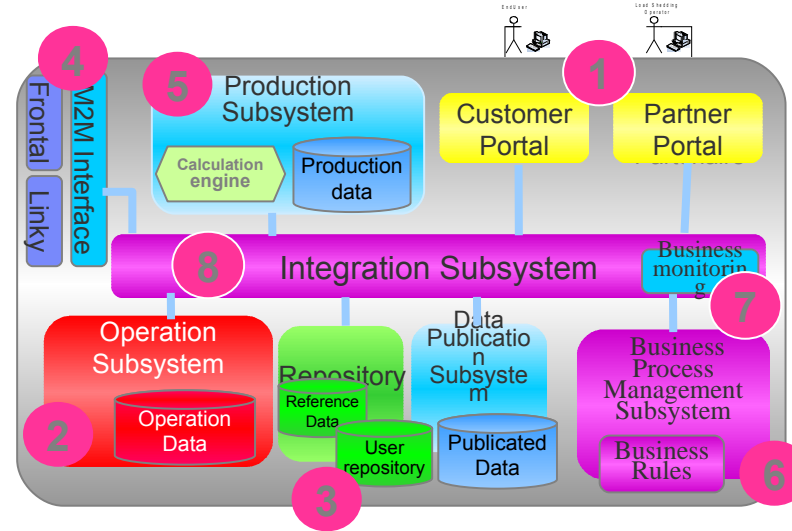 EndUser
Load Shedding
Operator
4
5
1
Production
Subsystem
Customer
Portal
Partner
Portal
Frontal
M2M Interface
Linky
Calculation
engine
Production
data
8
Integration Subsystem
Business
monitorin
g
7
Operation
Subsystem
Data
Publicatio
n
Subsyste
m
Repository
Business
Process
Management
Subsystem
Reference
Data
Operation
Data
User
repository
Publicated
Data
Business
Rules
2
3
6